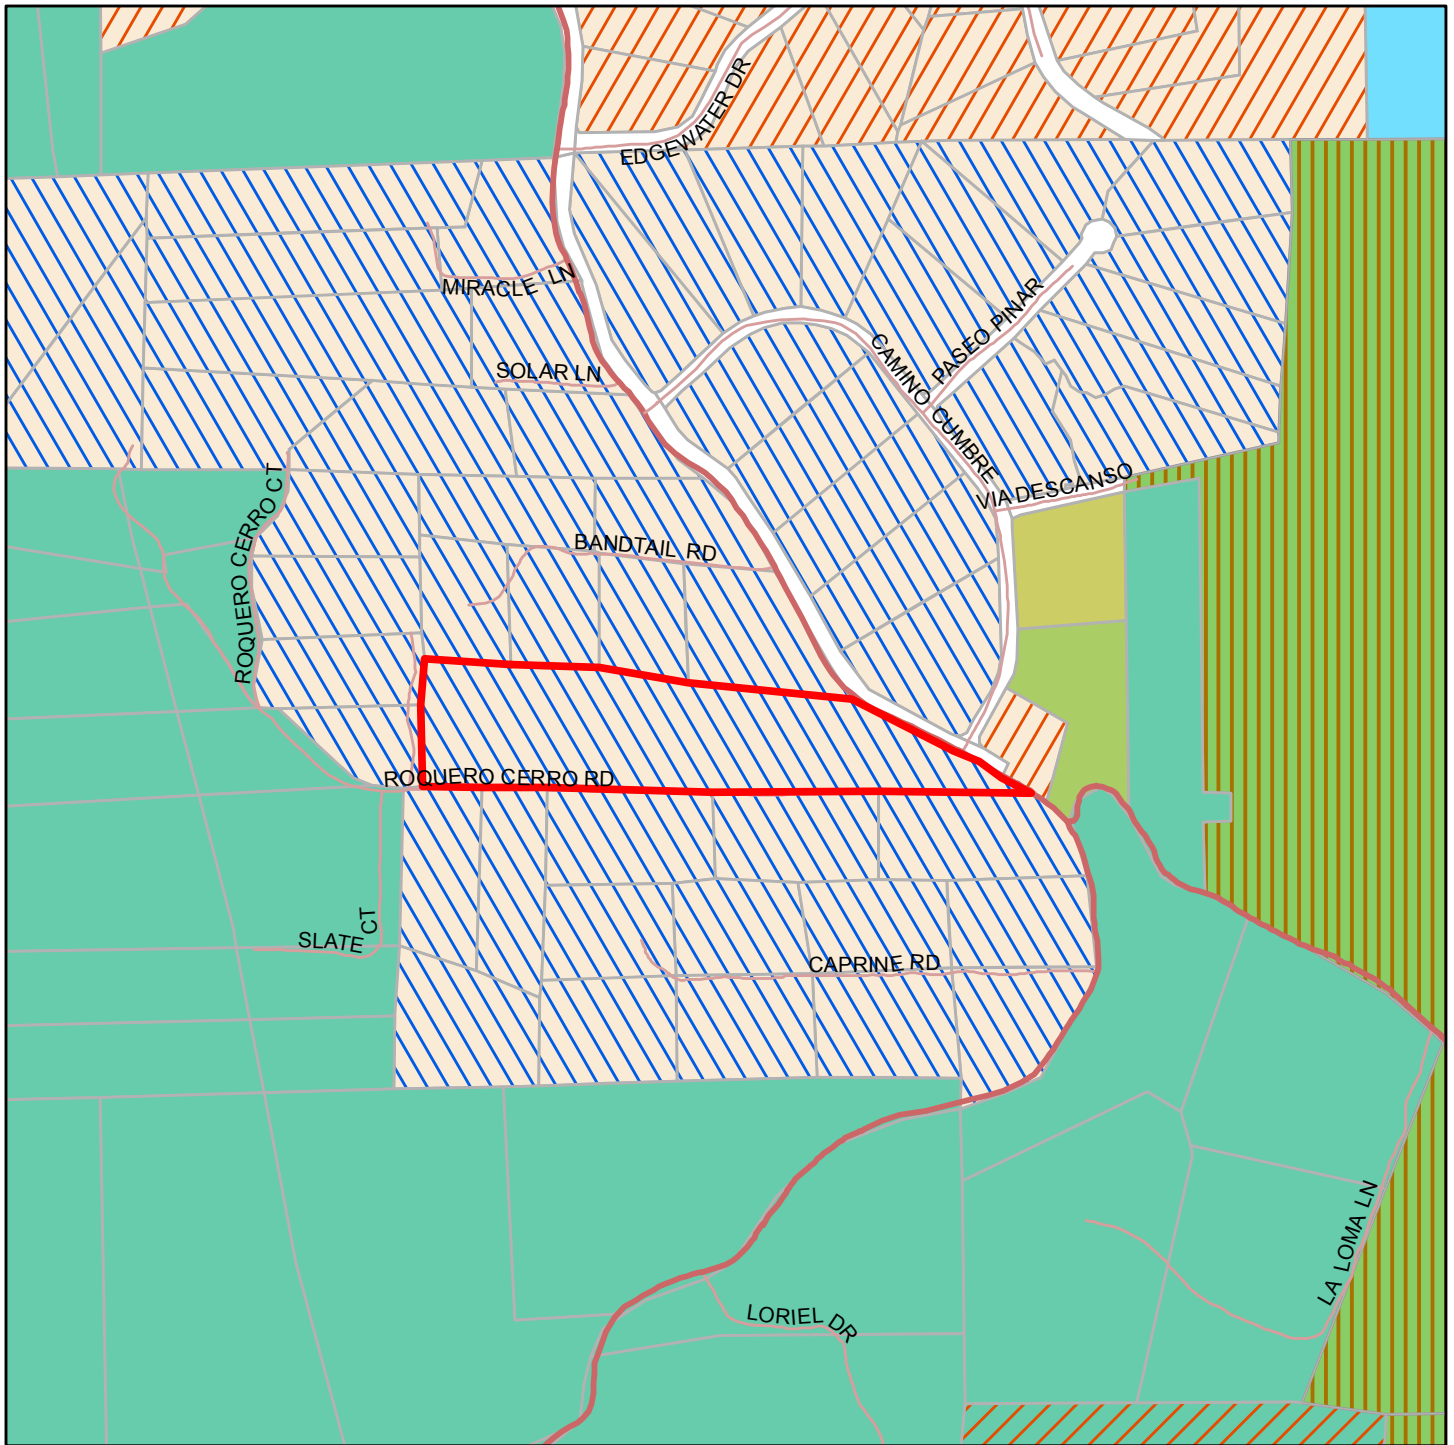 EDGEWATER DR
MIRACLE LN
PASEO PINAR
SOLAR LN
CAMINO CUMBRE
VIA DESCANSO
ROQUERO CERRO CT
BANDTAIL RD
ROQUERO CERRO RD
SLATE CT
CAPRINE RD
LA LOMA LN
LORIEL DR